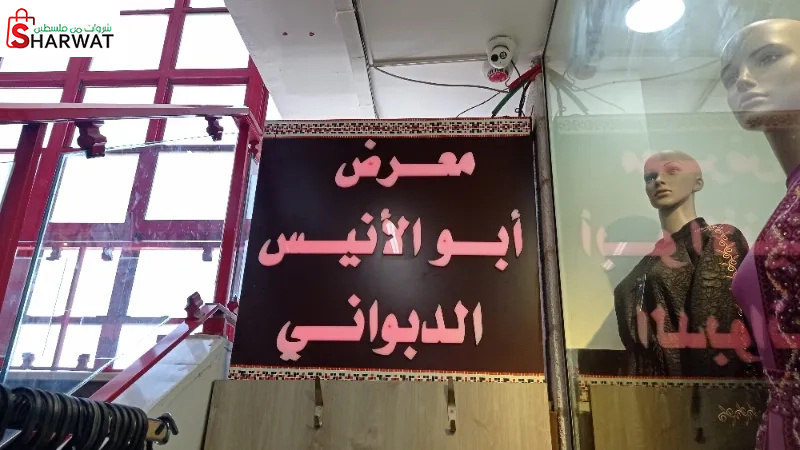 شروات من فلسطين
SHARWAT
معرض
أبو الأنيس
الدبواني